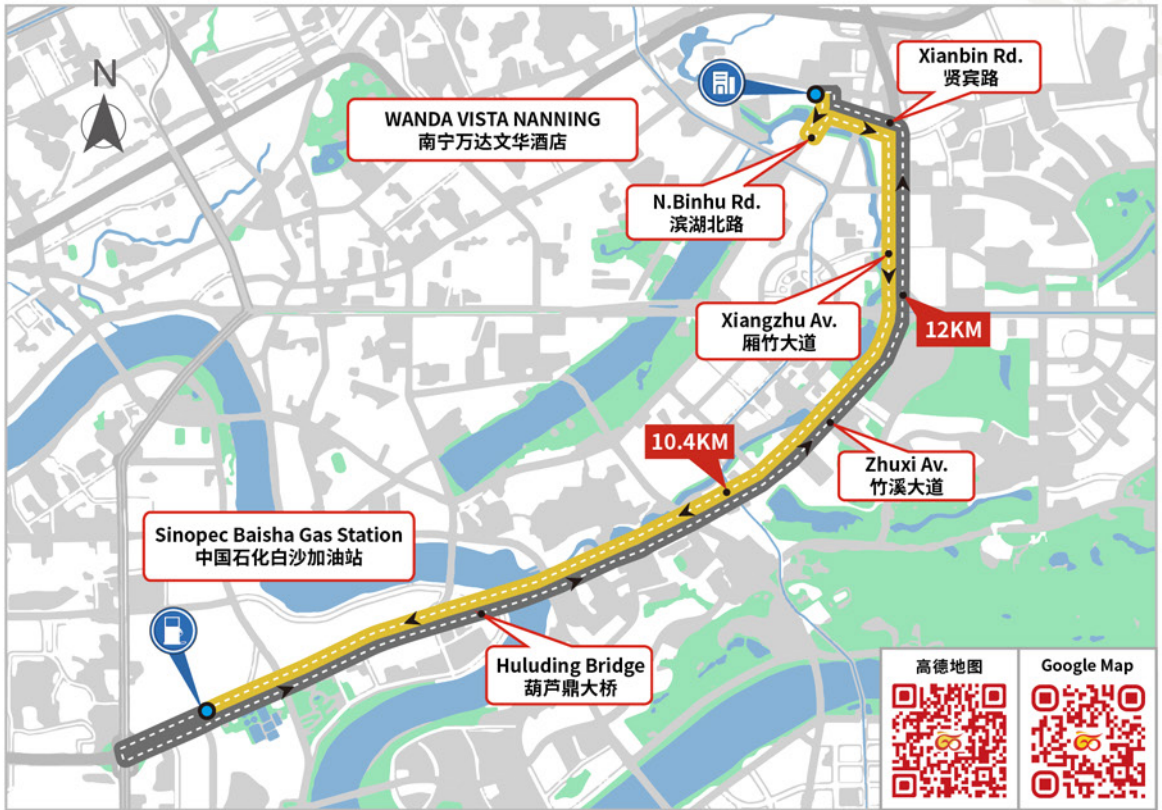 N
Xianbin Rd.
贤宾路
WANDA VISTA NANNING
南宁万达文华酒店
N.Binhu Rd.
滨湖北路
Xiangzhu Av.
厢竹大道
12KM
10.4KM
Zhuxi Av.
竹溪大道
Sinopec Baisha Gas Station
中国石化白沙加油站
Huluding Bridge
葫芦鼎大桥
高德地图
Google Map